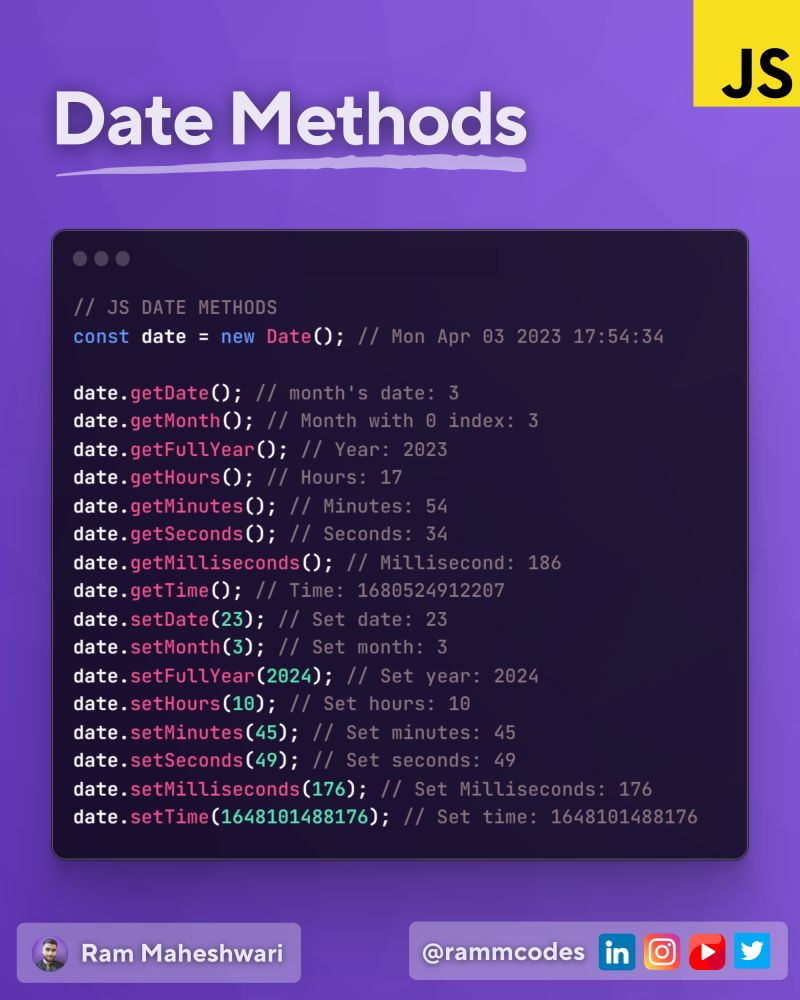 JS
Date Methods
// JS DATE METHODS
const date = new Date(); // Mon Apr 03 2023 17:54:34
date.getDate(); // month's date: 3
date.getMonth(); // Month with 0 index: 3
date.getFullYear(); // Year: 2023
date.getHours(); // Hours: 17
date.getMinutes(); // Minutes: 54
date.getSeconds(); // Seconds: 34
date.getMilliseconds(); // Millisecond: 186
date.getTime(); // Time: 1680524912207
date.setDate(23); // Set date: 23
date.setMonth(3); // Set month: 3
date.setFullYear(2024); // Set year: 2024
date.setHours(10); // Set hours: 10
date.setMinutes(45); // Set minutes: 45
date.setSeconds(49); // Set seconds: 49
date.setMilliseconds(176); // Set Milliseconds: 176
date.setTime(1648101488176); // Set time: 1648101488176
Ram Maheshwari
@rammcodes in